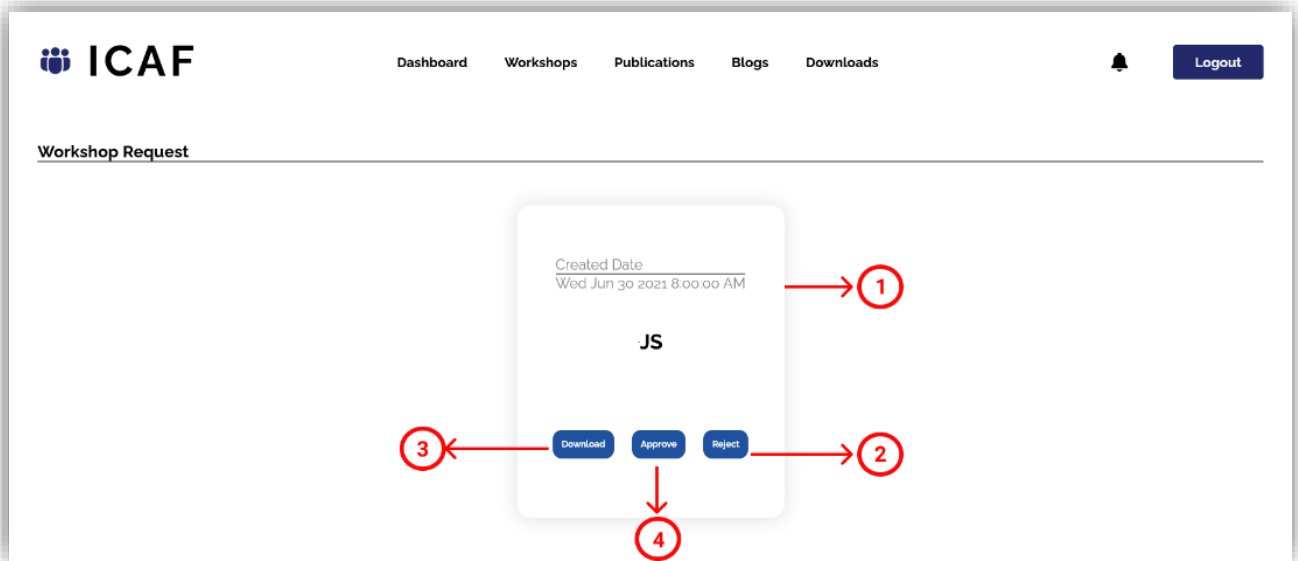 ICAF
Dashboard Workshops Publications Blogs Downloads Logout
Workshop Request
Created Date
Wed Jun 30 2021 8:00:00 AM
1
JS
Download Approve Reject
3
2
4